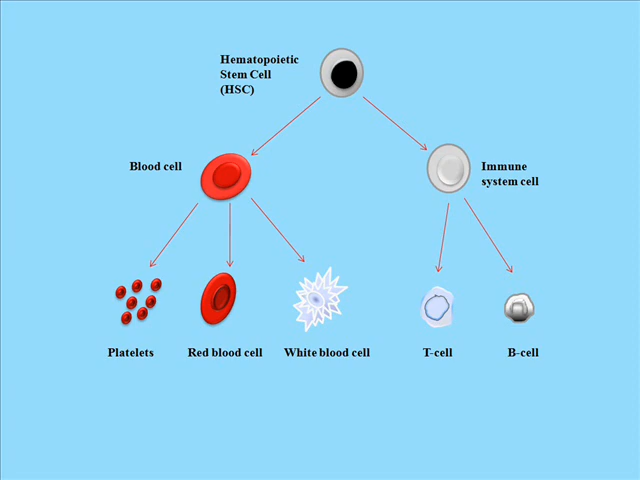 Hematopoietic
Stem Cell
(HSC)
Blood cell
Immune
system cell
Platelets
Red blood cell
White blood cell
T-cell
B-cell